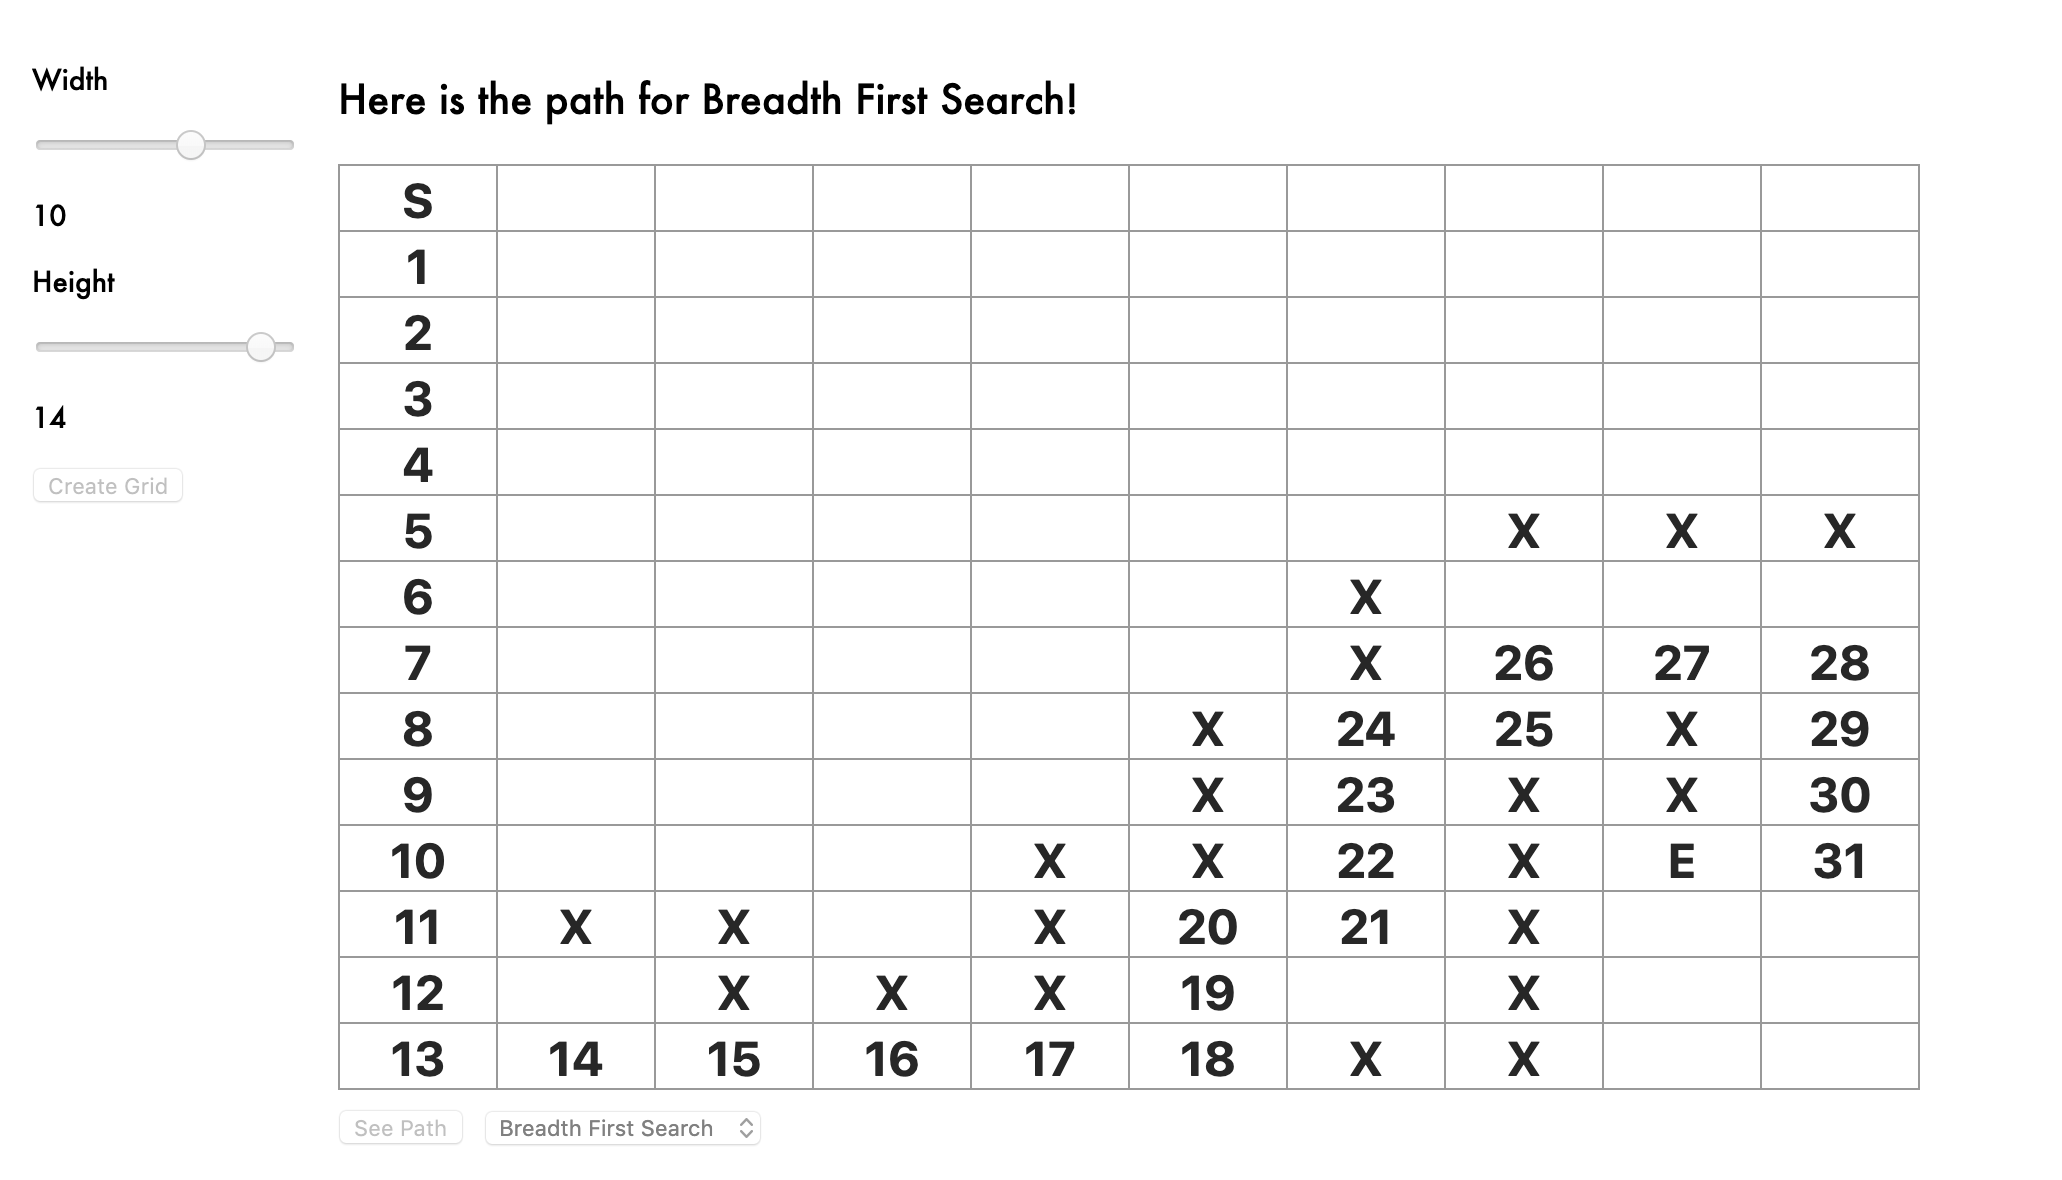 Width
10
Height
14
Create Grid
Here is the path for Breadth First Search!
S
1
2
3
4
5 X X X
6 X
7 X 26 27 28
8 X 24 25 X 29
9 X 23 X X 30
10 X X 22 X E 31
11 X X X 20 21 X
12 X X X 19 X
13 14 15 16 17 18 X X
See Path Breadth First Search